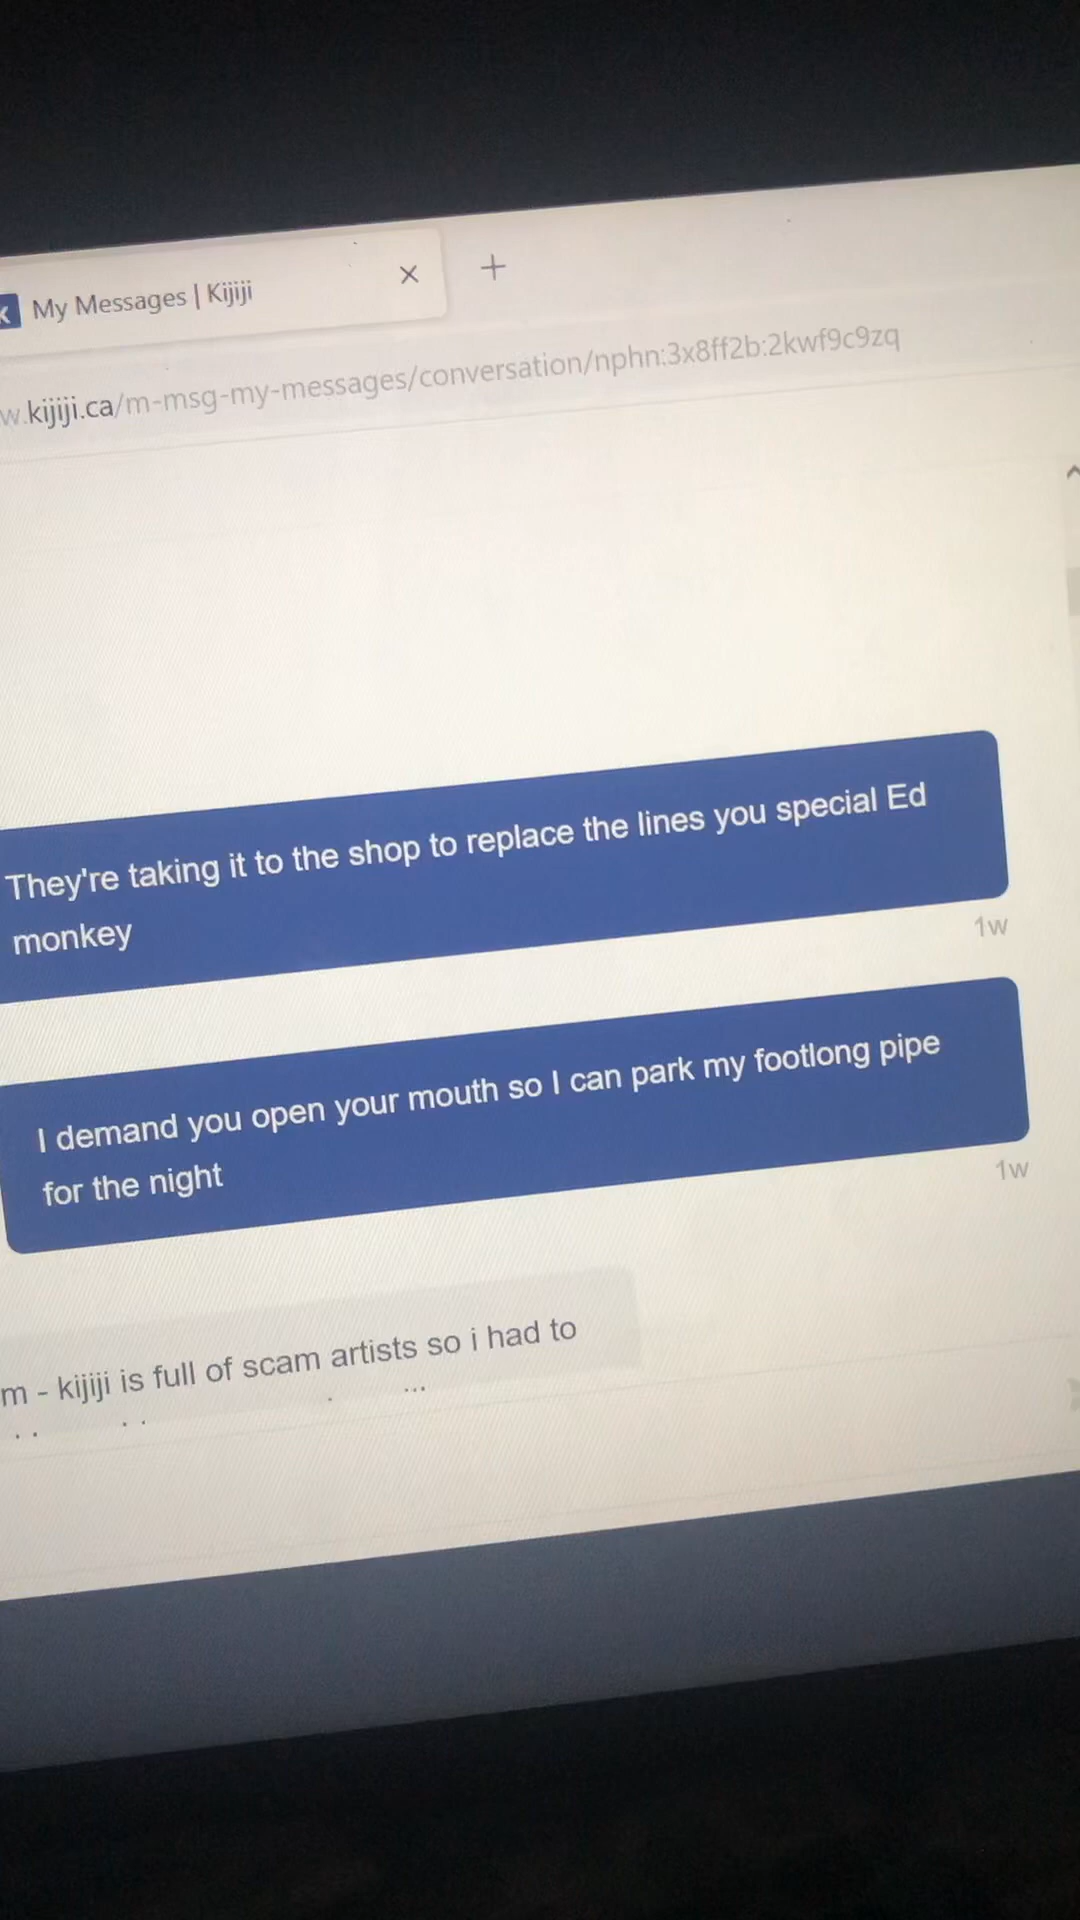 My Messages | Kijiji
w.kijiji.ca/m-msg-my-messages/conversation/nphn:3x8ff2b:2kwf9c9zq
They're taking it to the shop to replace the lines you special Ed
monkey
1w
I demand you open your mouth so I can park my footlong pipe
for the night
1w
m - kijiji is full of scam artists so i had to